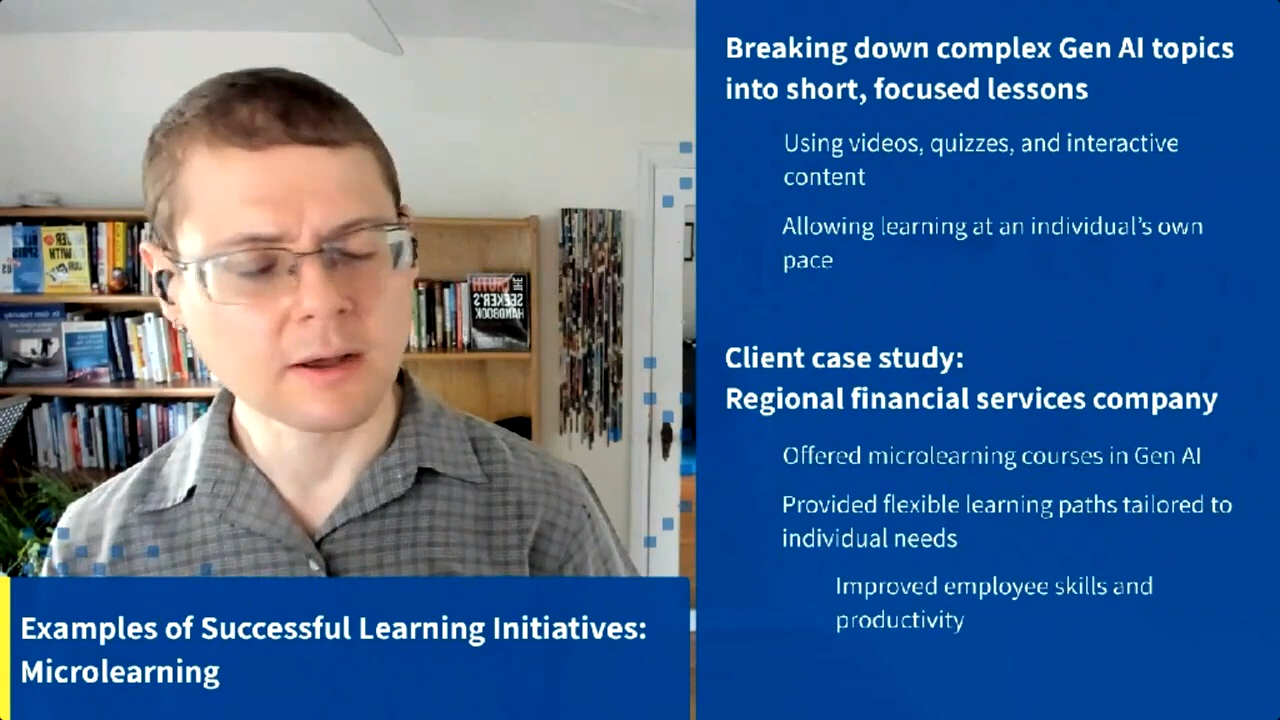 Breaking down complex Gen AI topics
into short, focused lessons
Using videos, quizzes, and interactive
content
Allowing learning at an individual's own
pace
Client case study:
Regional financial services company
Offered microlearning courses in Gen AI
Provided flexible learning paths tailored to
individual needs
Improved employee skills and
productivity
THE
TRUTH
SEEKER'S
HANDBOOK
Examples of Successful Learning Initiatives:
Microlearning